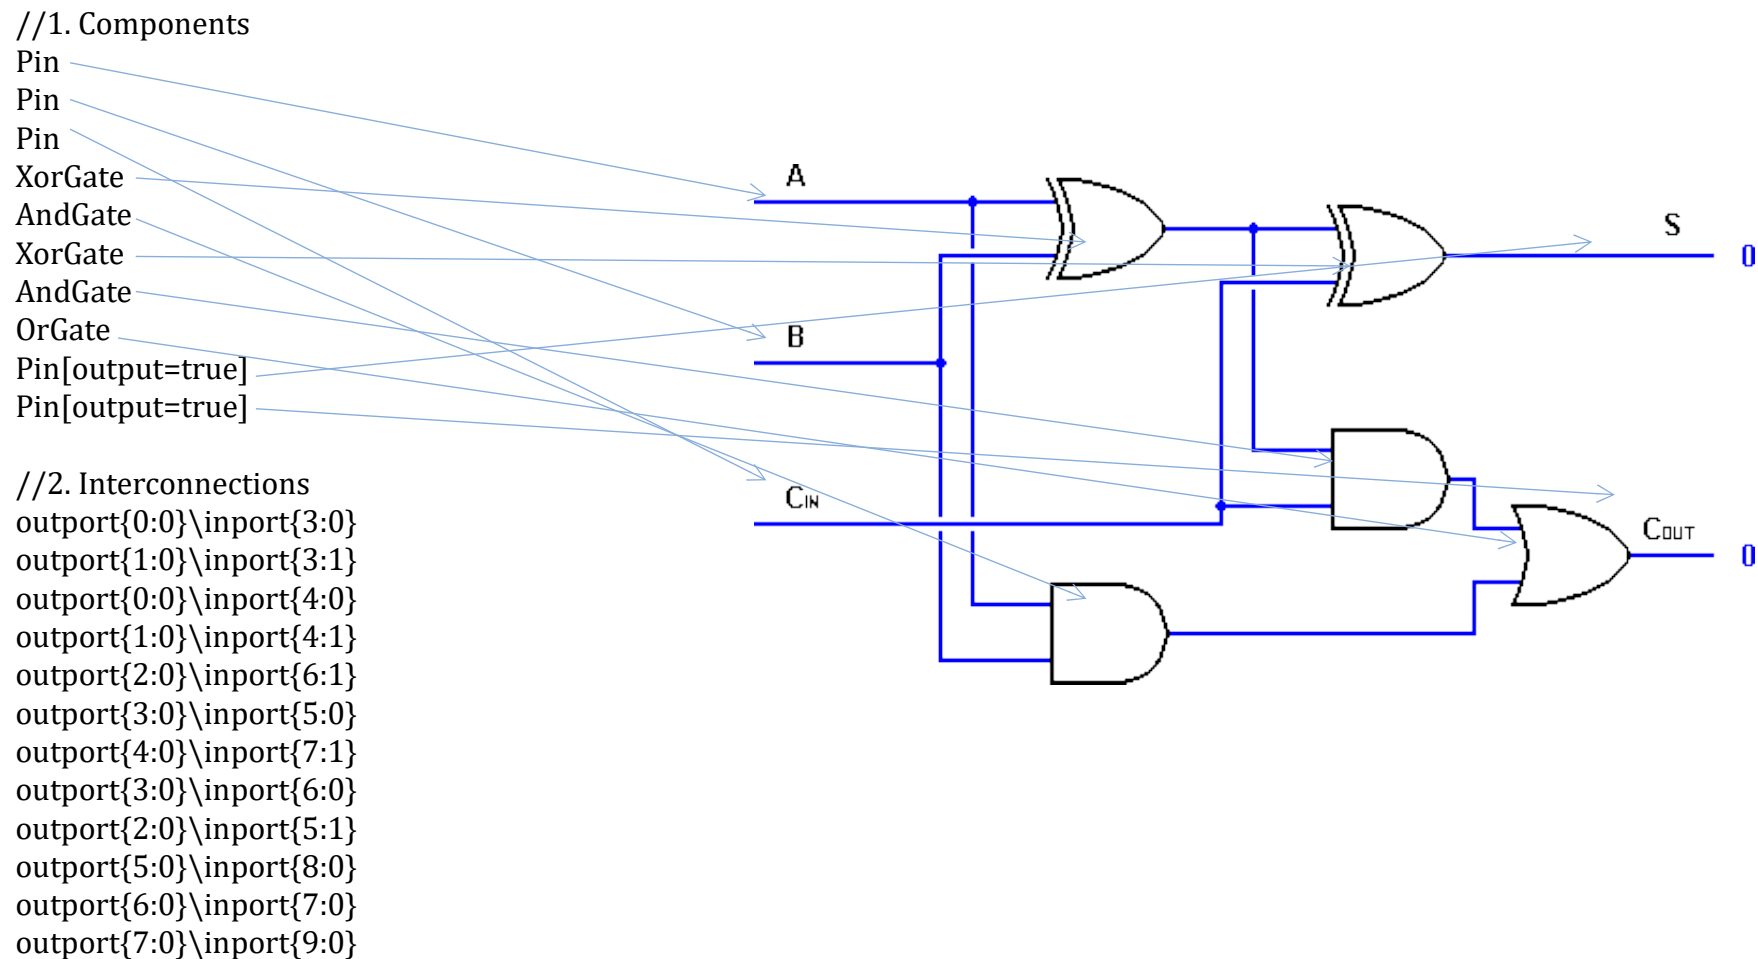 //1. Components
Pin
Pin
Pin
XorGate
AndGate
XorGate
AndGate
OrGate
Pin[output=true]
Pin[output=true]
//2. Interconnections
outport{0:0}\inport{3:0}
outport{1:0}\inport{3:1}
outport{0:0}\inport{4:0}
outport{1:0}\inport{4:1}
outport{2:0}\inport{6:1}
outport{3:0}\inport{5:0}
outport{4:0}\inport{7:1}
outport{3:0}\inport{6:0}
outport{2:0}\inport{5:1}
outport{5:0}\inport{8:0}
outport{6:0}\inport{7:0}
outport{7:0}\inport{9:0}
A
S
0
B
CIN
COUT
0